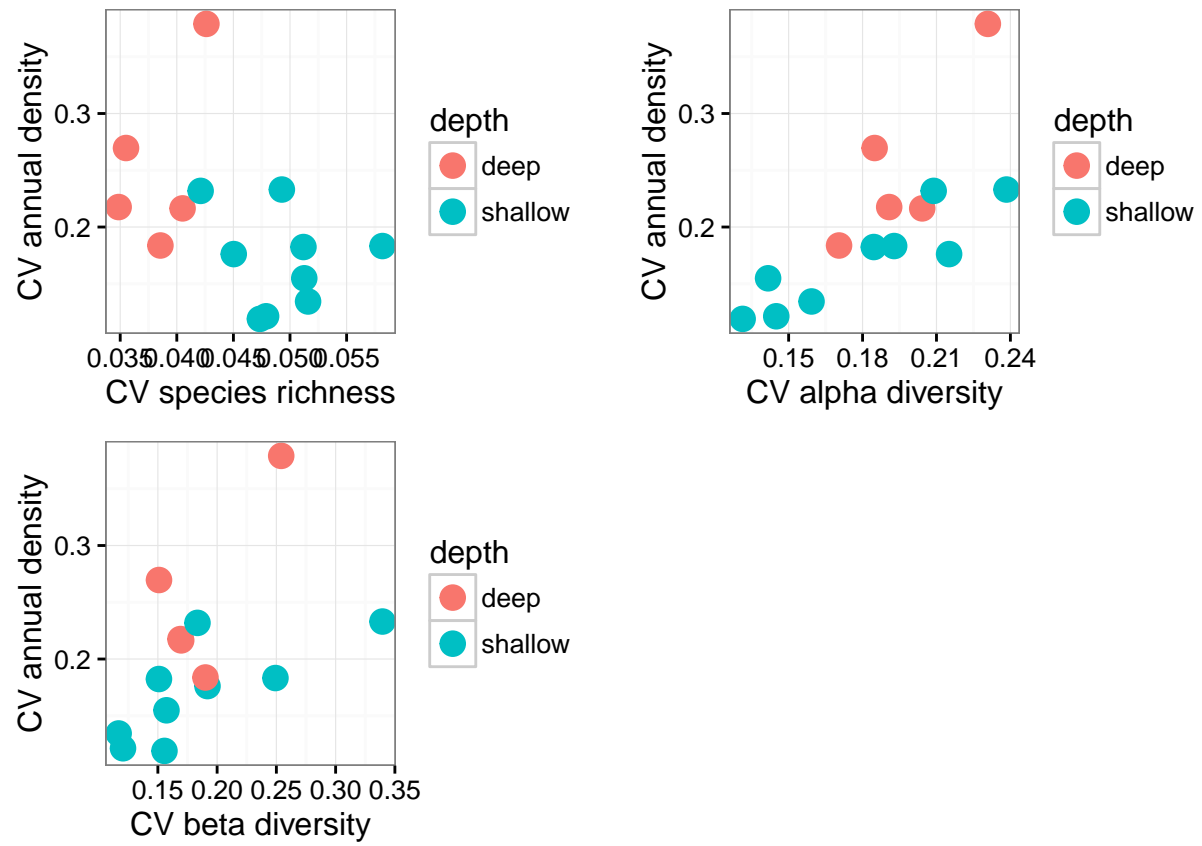 CV annual density
0.3
0.2
0.035 0.040 0.045 0.050 0.055
CV species richness
depth
deep
shallow
CV annual density
0.3
0.2
0.15 0.18 0.21 0.24
CV alpha diversity
depth
deep
shallow
CV annual density
0.3
0.2
0.15 0.20 0.25 0.30 0.35
CV beta diversity
depth
deep
shallow